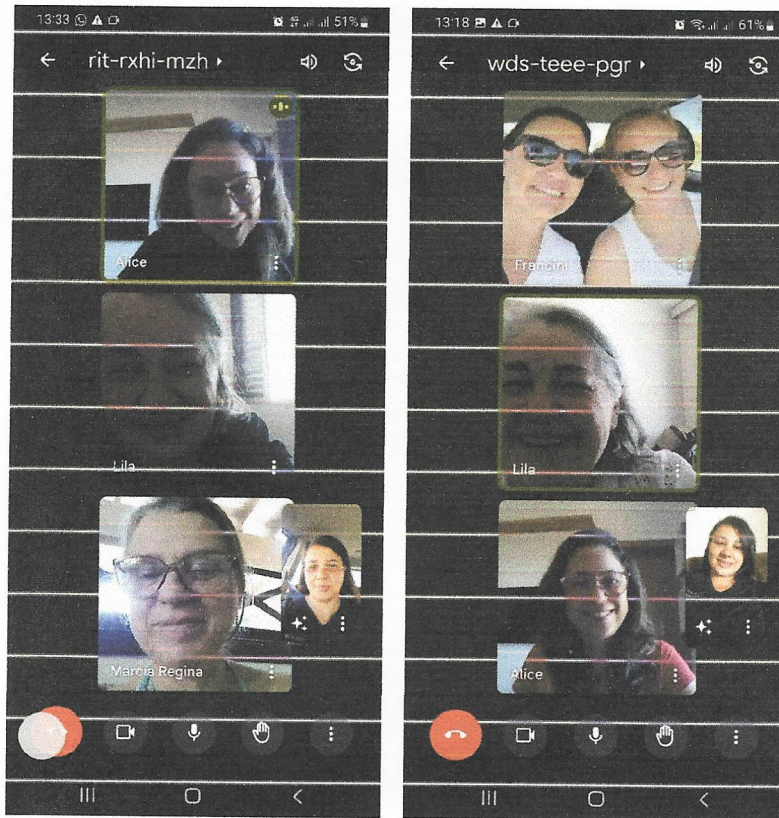 13:33 51%
rit-rxhi-mzh
Alice
Lila
Marcia Regina
13:18 61%
wds-teee-pgr
Francini
Lila
Alice